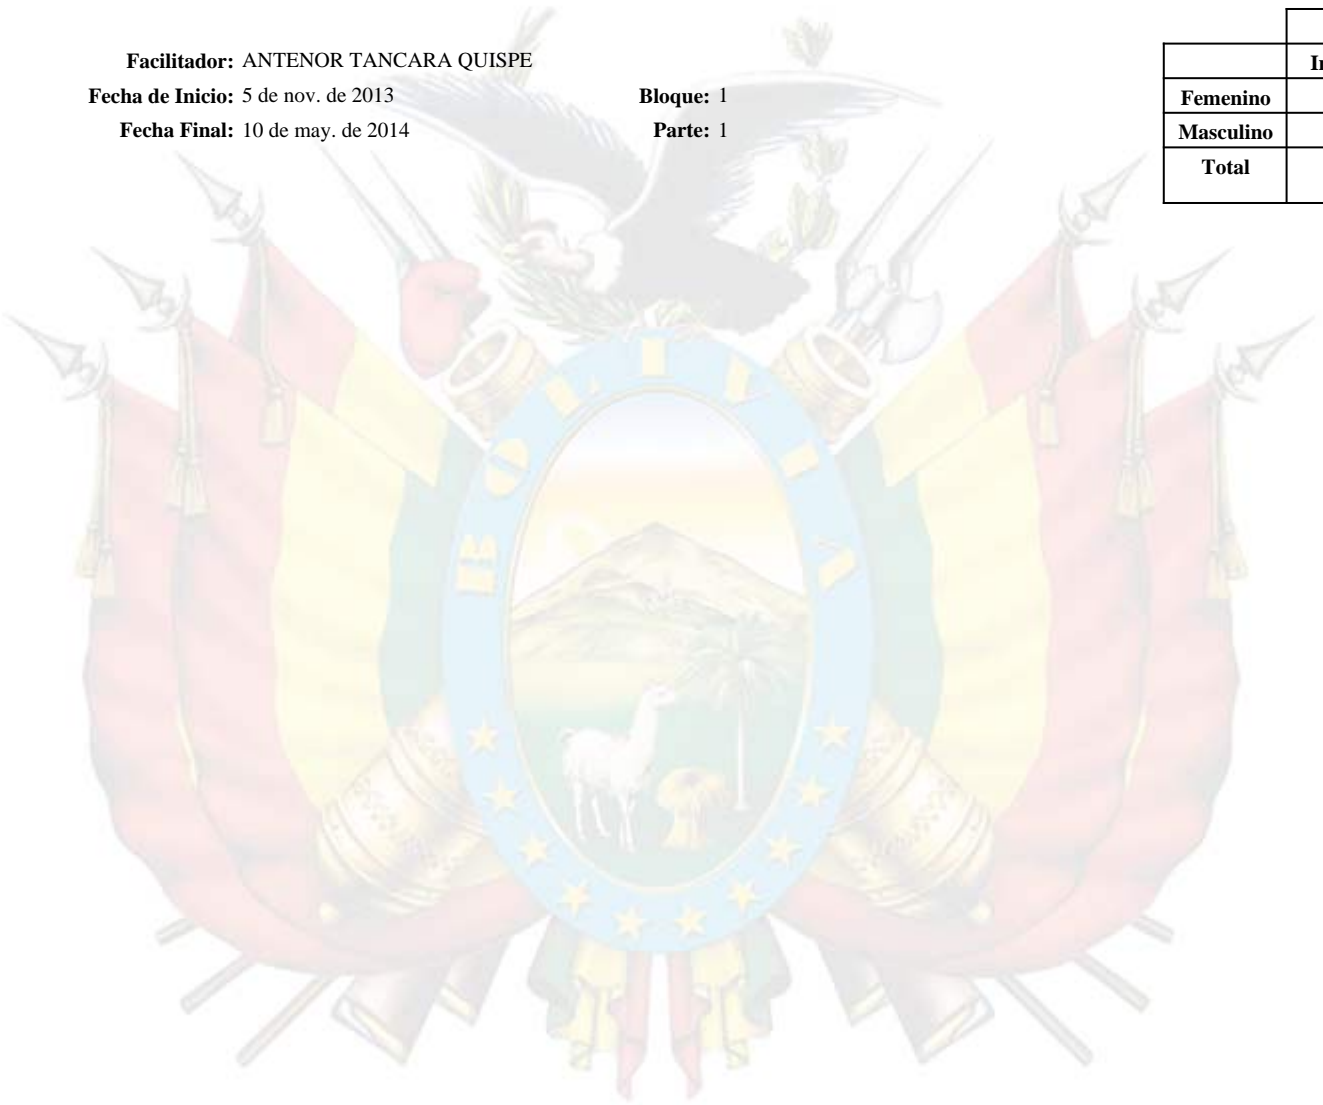 Facilitador: ANTENOR TANCARA QUISPE
Fecha de Inicio: 5 de nov. de 2013 Bloque: 1
Fecha Final: 10 de may. de 2014 Parte: 1
Femenino
Masculino
Total
BOLIVIA